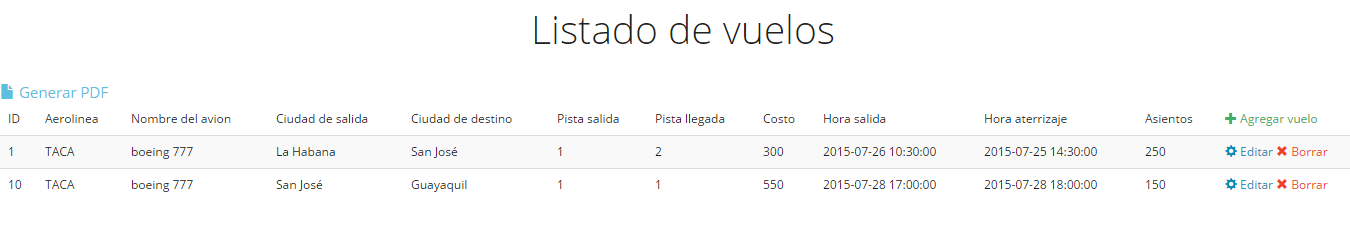 Listado de vuelos
Generar PDF
ID Aerolinea Nombre del avion Ciudad de salida Ciudad de destino Pista salida Pista llegada Costo Hora salida Hora aterrizaje Asientos Agregar vuelo
1 TACA boeing 777 La Habana San José 1 2 300 2015-07-26 10:30:00 2015-07-25 14:30:00 250 Editar Borrar
10 TACA boeing 777 San José Guayaquil 1 1 550 2015-07-28 17:00:00 2015-07-28 18:00:00 150 Editar Borrar